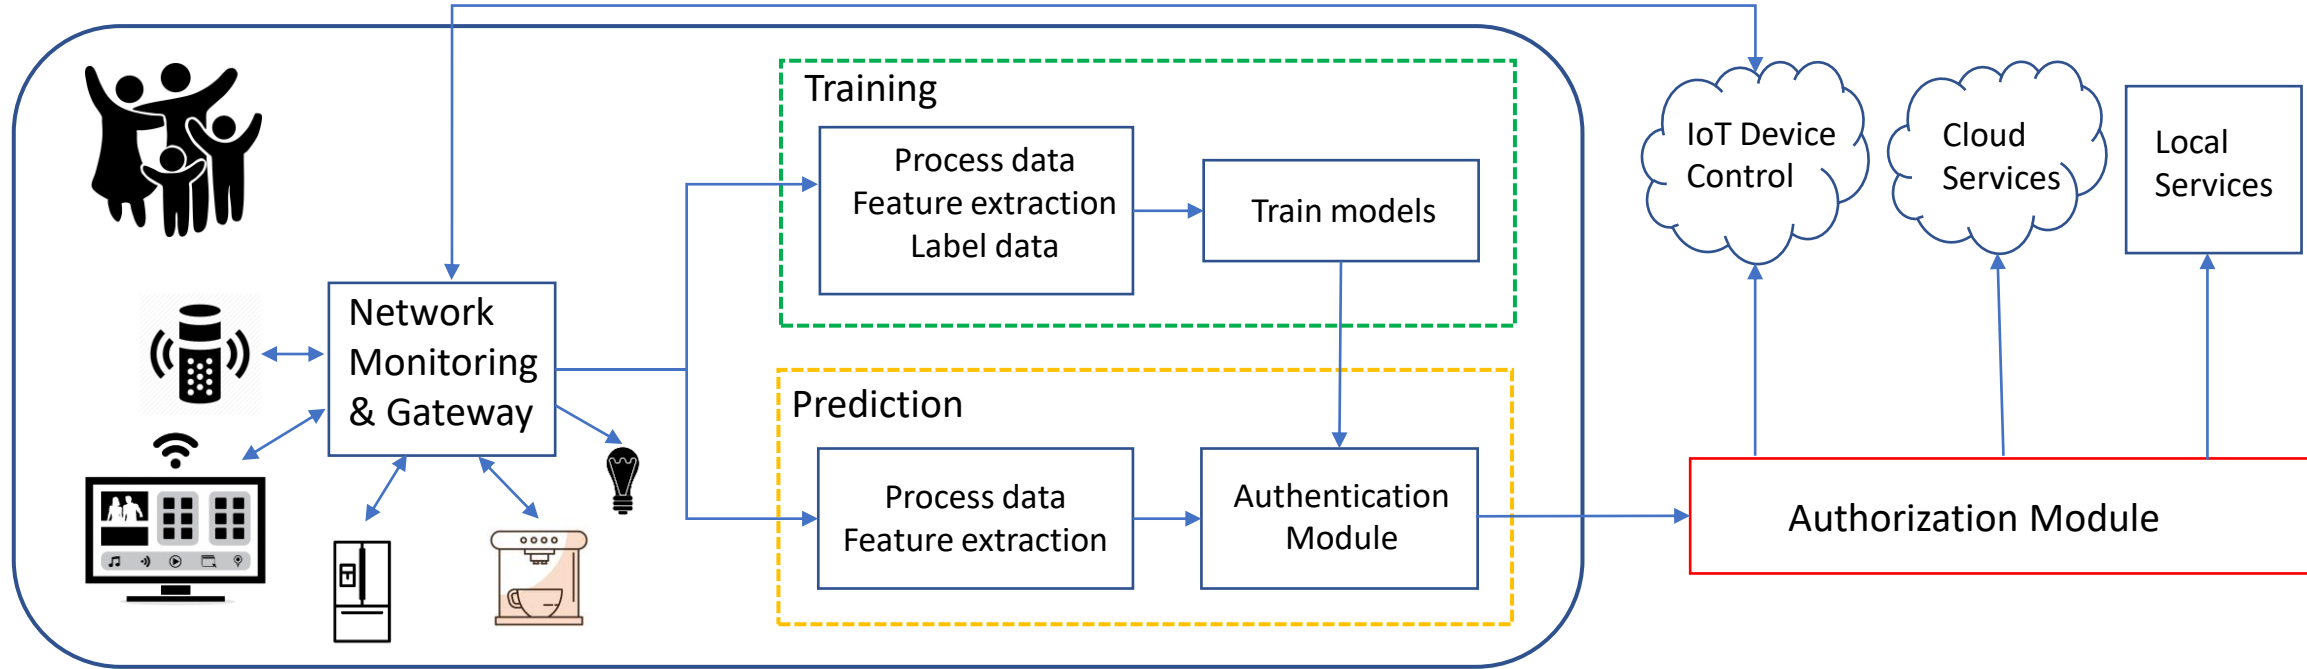 Training
Process data
Feature extraction
Label data
Train models
IoT Device
Control
Cloud
Services
Local
Services
Network
Monitoring
& Gateway
Prediction
Process data
Feature extraction
Authentication
Module
Authorization Module